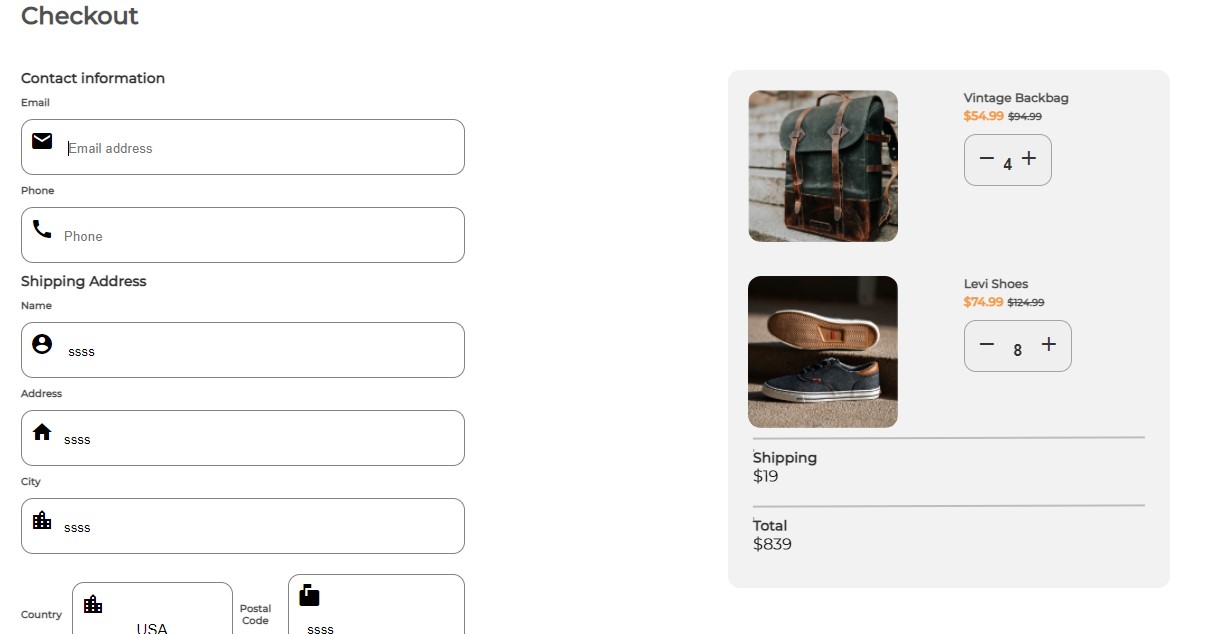 Checkout
Contact information
Email
Email address
Phone
Phone
Shipping Address
Name
ssss
Address
ssss
City
ssss
Country
USA
Postal
Code
ssss
Vintage Backbag
$54.99 $94.99
− 4 +
Levi Shoes
$74.99 $124.99
− 8 +
Shipping
$19
Total
$839